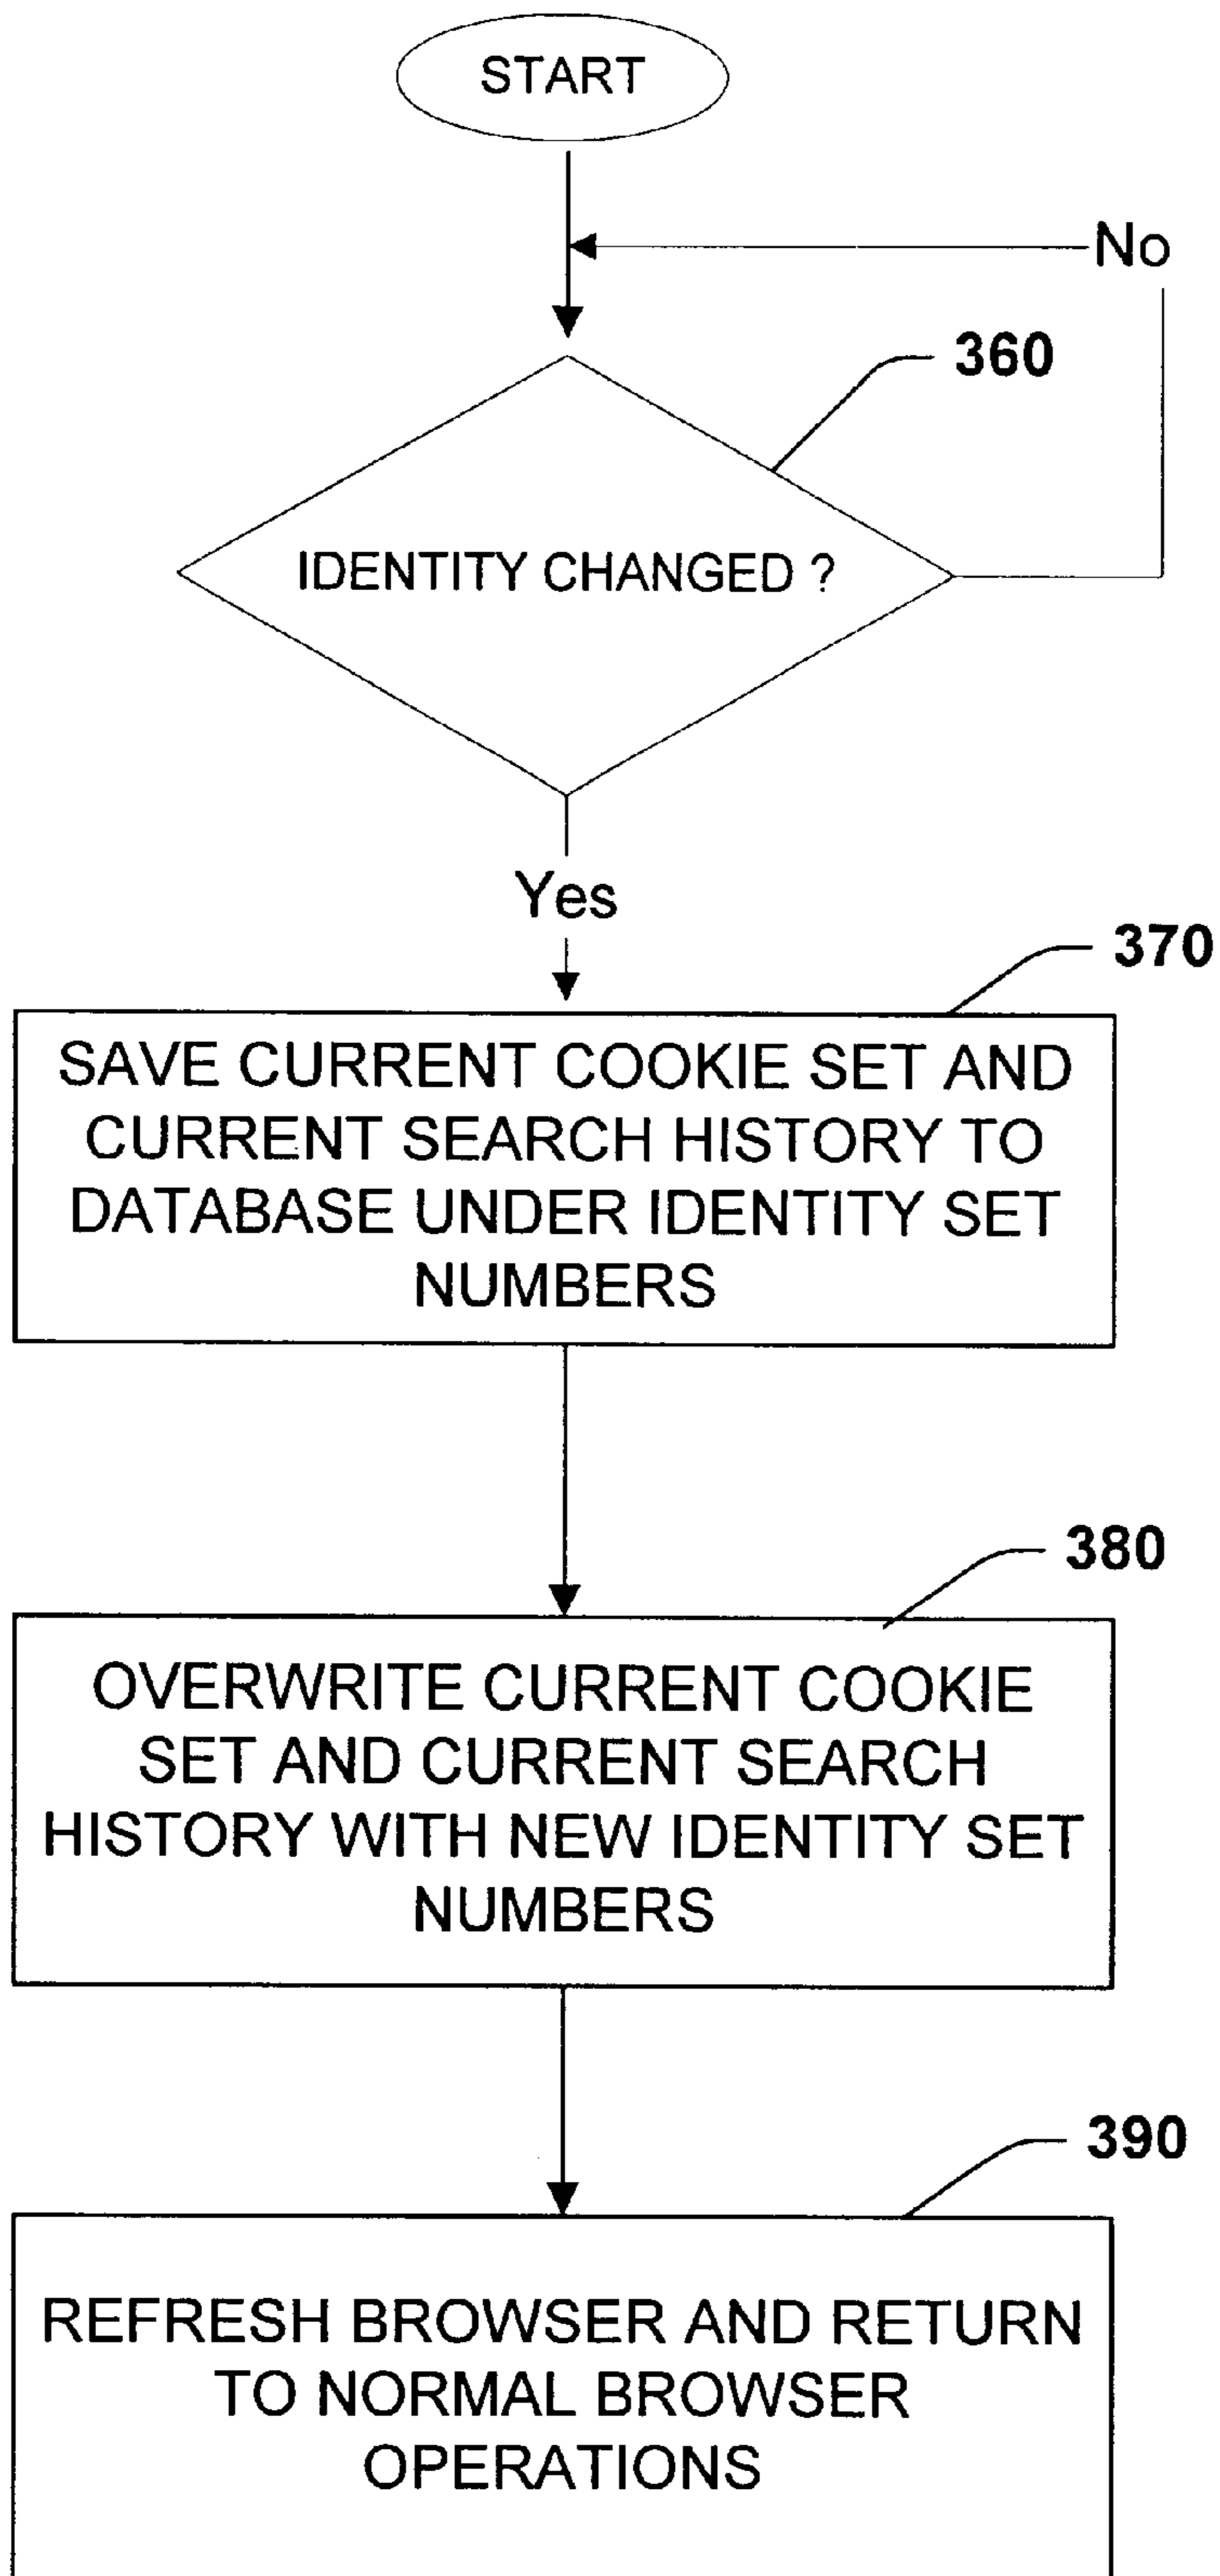 START
No
360
IDENTITY CHANGED ?
Yes
370
SAVE CURRENT COOKIE SET AND
CURRENT SEARCH HISTORY TO
DATABASE UNDER IDENTITY SET
NUMBERS
380
OVERWRITE CURRENT COOKIE
SET AND CURRENT SEARCH
HISTORY WITH NEW IDENTITY SET
NUMBERS
390
REFRESH BROWSER AND RETURN
TO NORMAL BROWSER
OPERATIONS